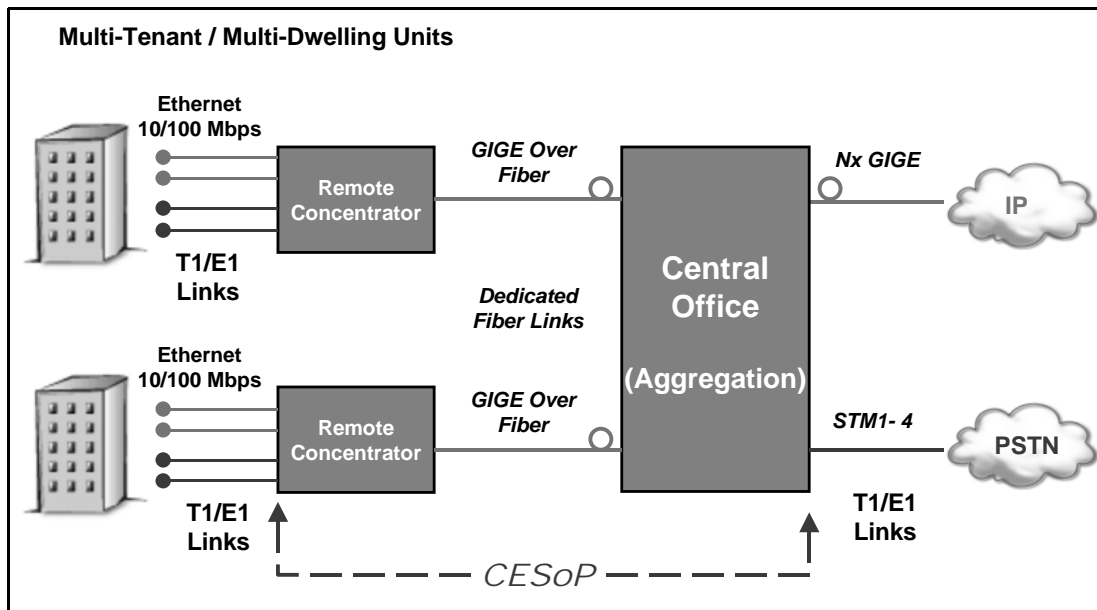 Multi-Tenant / Multi-Dwelling Units
Ethernet
10/100 Mbps
Remote
Concentrator
T1/E1
Links
GIGE Over
Fiber
Dedicated
Fiber Links
Central
Office
(Aggregation)
Nx GIGE
IP
Ethernet
10/100 Mbps
Remote
Concentrator
T1/E1
Links
GIGE Over
Fiber
STM1- 4
PSTN
T1/E1
Links
CESoP